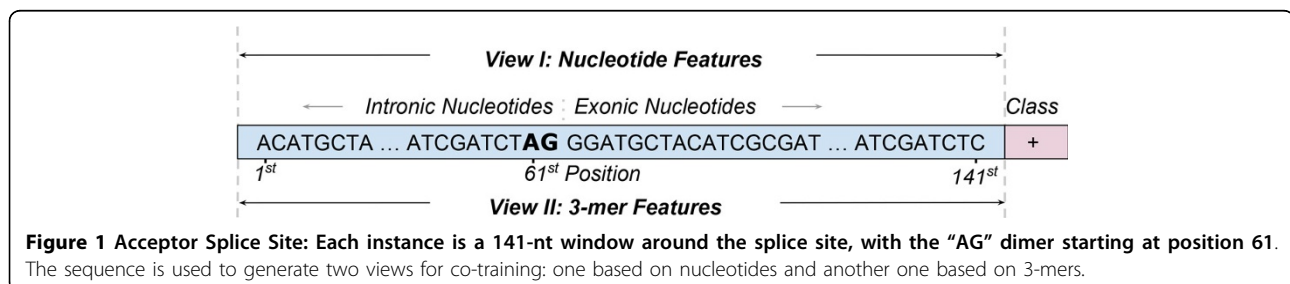 View I: Nucleotide Features
Intronic Nucleotides Exonic Nucleotides Class
ACATGCTA ... ATCGATCTAG GGATGCTACATCGCGAT ... ATCGATCTC +
1st 61st Position 141st
View II: 3-mer Features
Figure 1 Acceptor Splice Site: Each instance is a 141-nt window around the splice site, with the “AG” dimer starting at position 61.
The sequence is used to generate two views for co-training: one based on nucleotides and another one based on 3-mers.